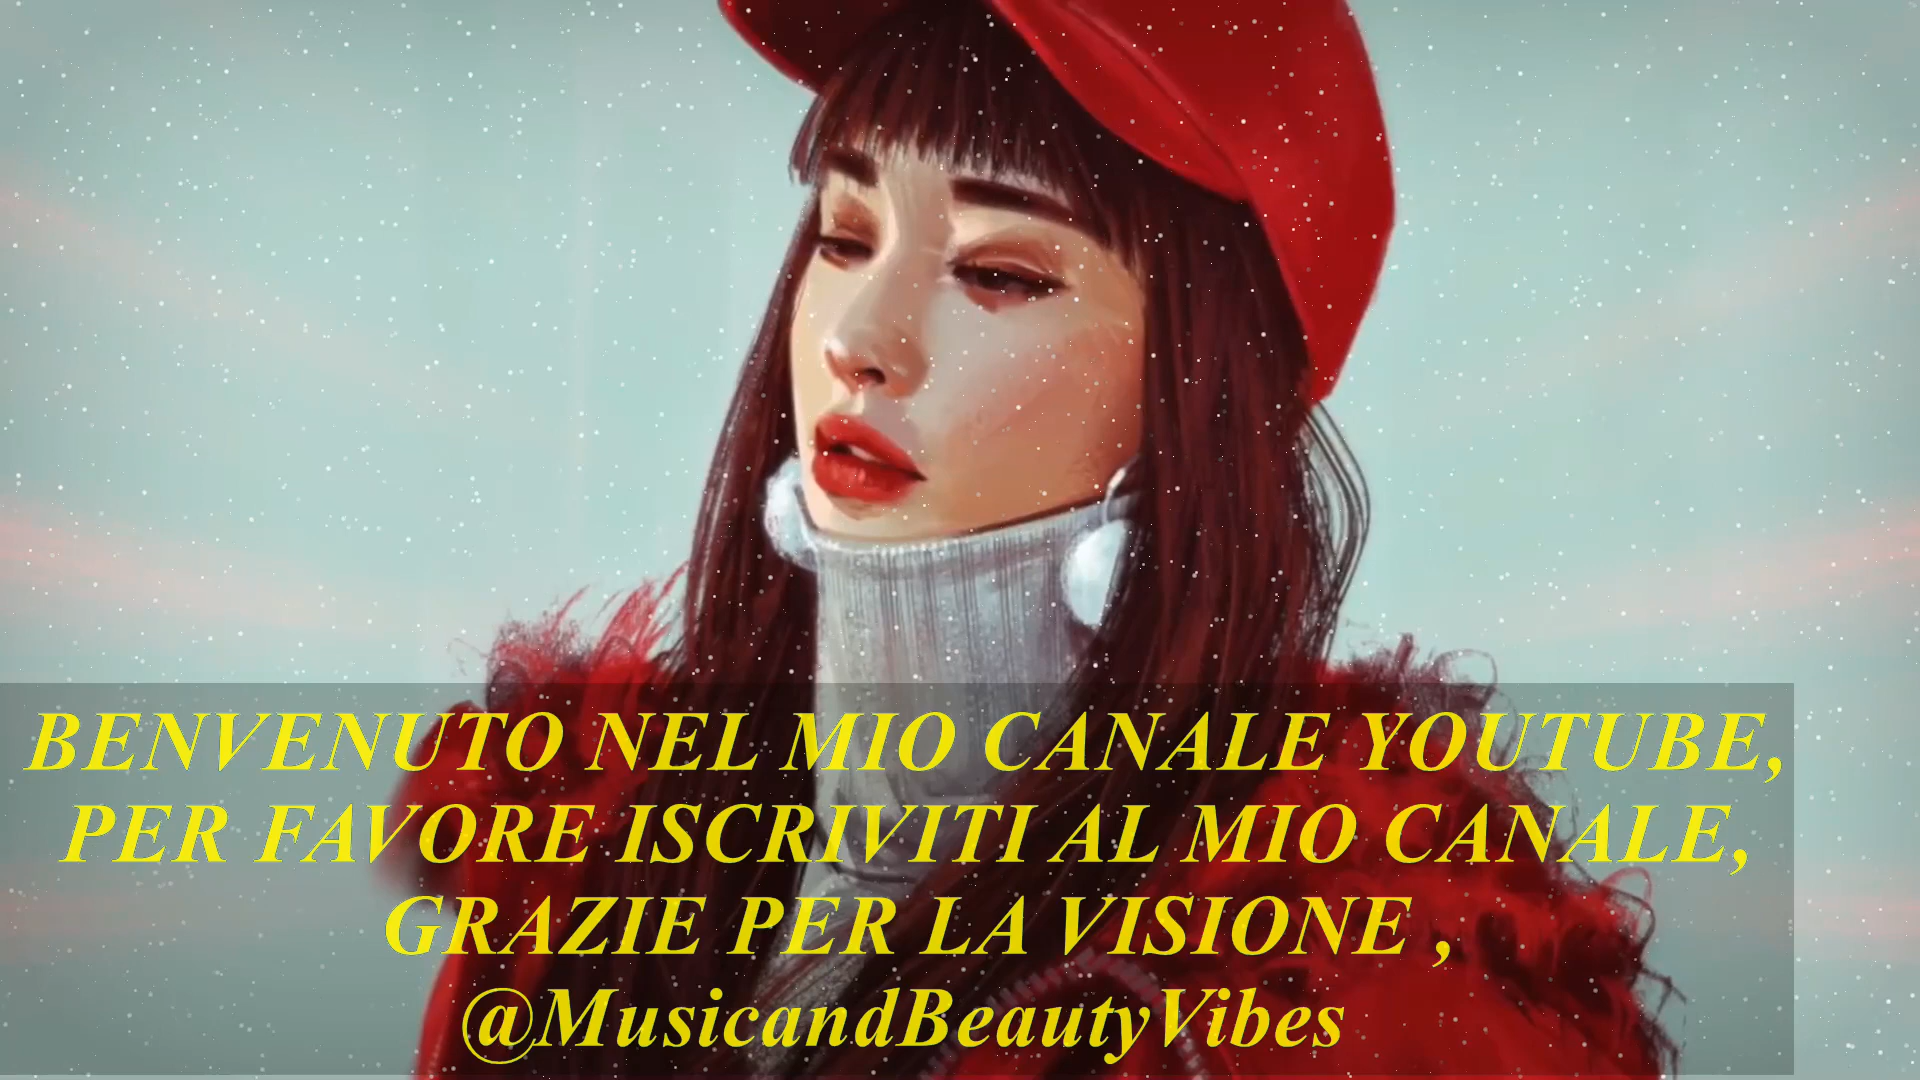 BENVENUTO NEL MIO CANALE YOUTUBE,
PER FAVORE ISCRIVITI AL MIO CANALE,
GRAZIE PER LA VISIONE ,
@MusicandBeautyVibes